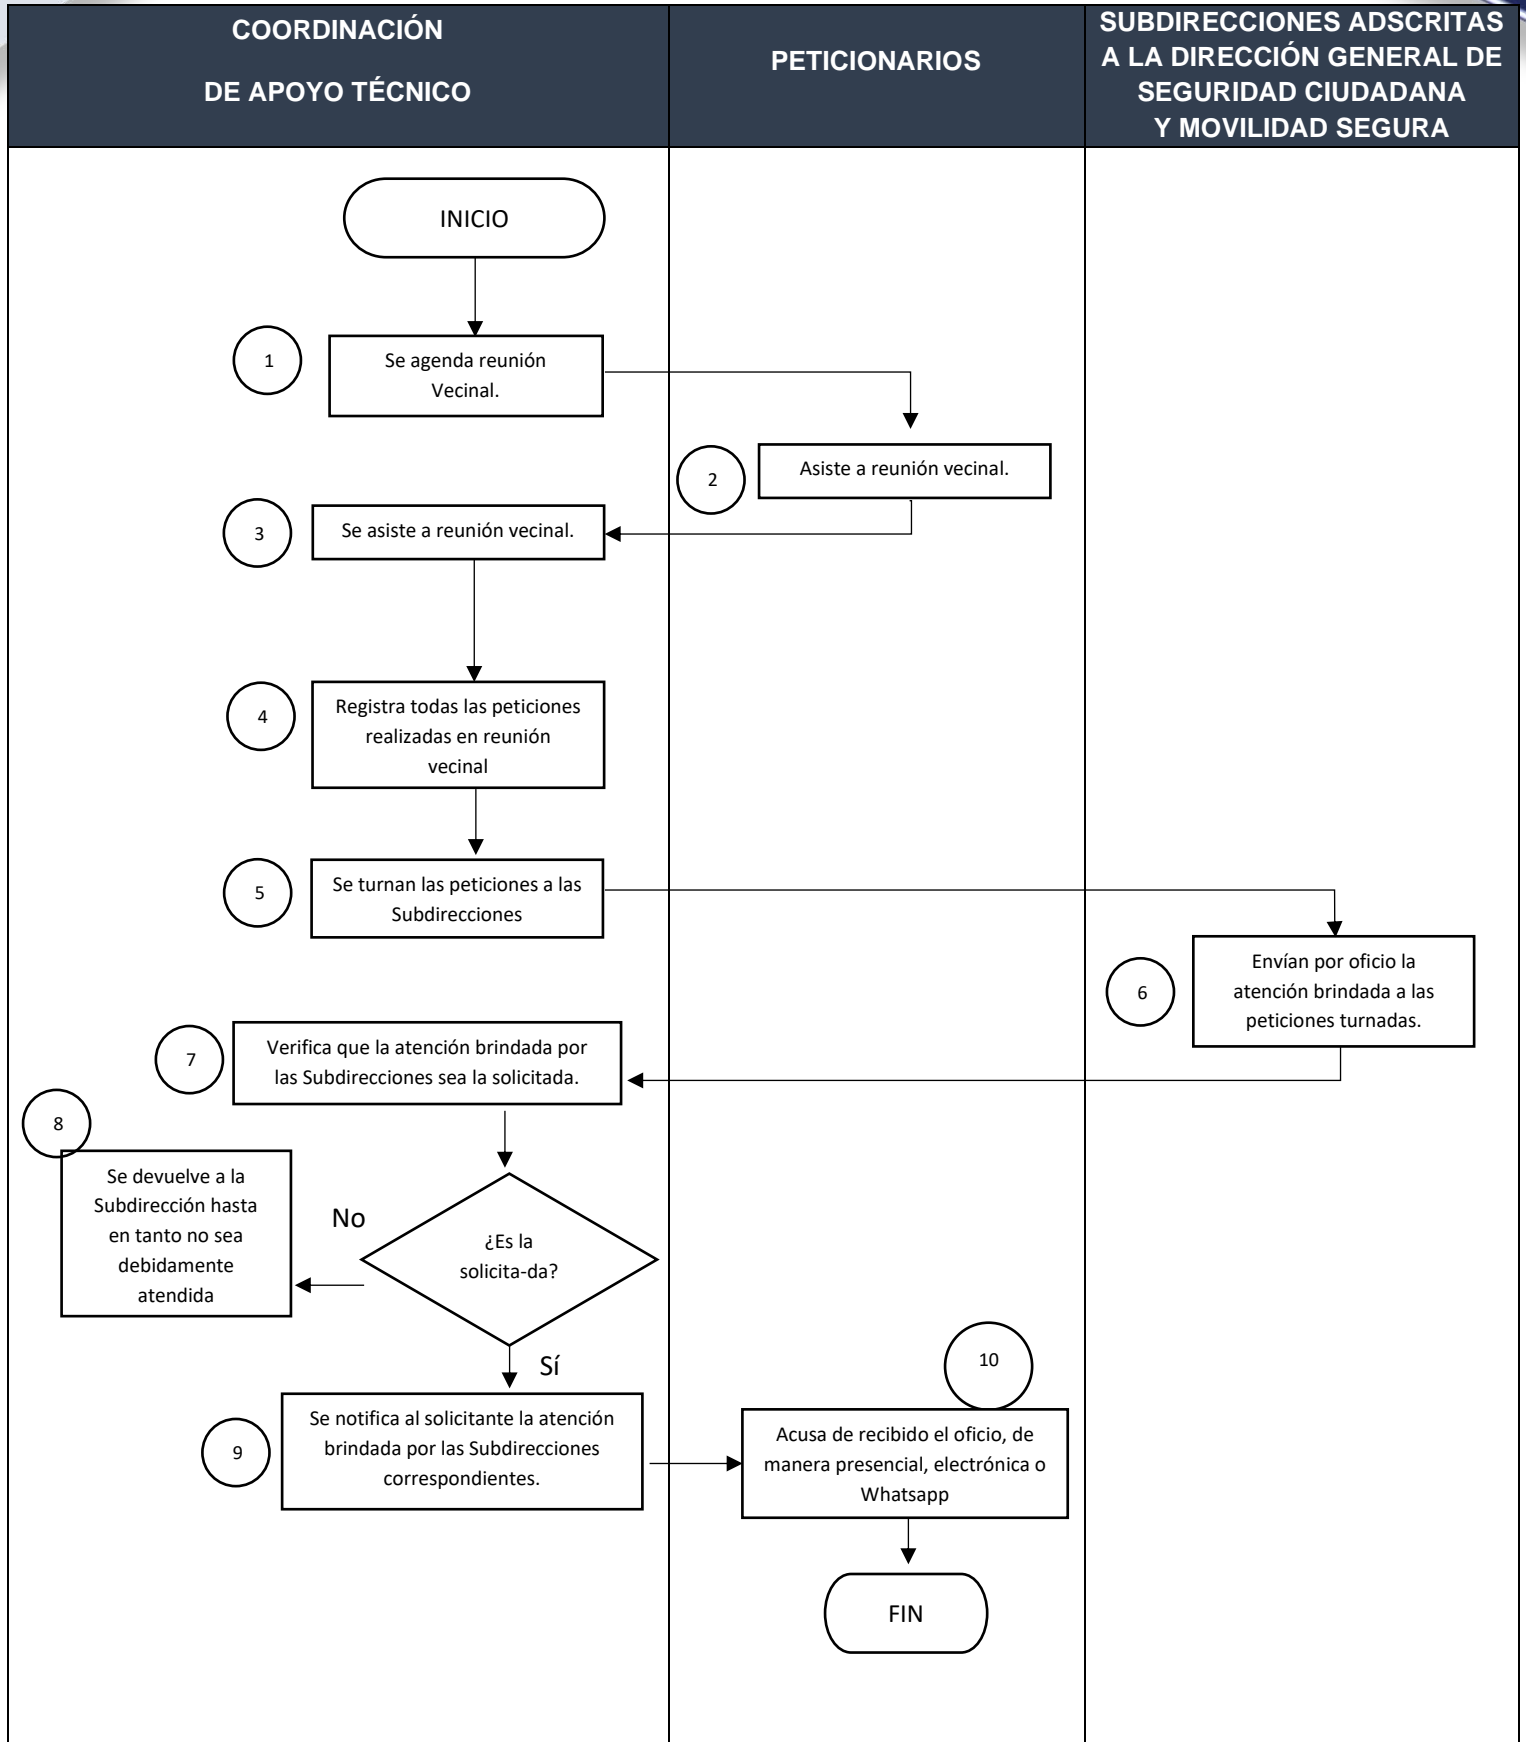 COORDINACIÓN
DE APOYO TÉCNICO
PETICIONARIOS
SUBDIRECCIONES ADSCRITAS
A LA DIRECCIÓN GENERAL DE
SEGURIDAD CIUDADANA
Y MOVILIDAD SEGURA
INICIO
1
Se agenda reunión
Vecinal.
2
Asiste a reunión vecinal.
3
Se asiste a reunión vecinal.
4
Registra todas las peticiones
realizadas en reunión
vecinal
5
Se turnan las peticiones a las
Subdirecciones
6
Envían por oficio la
atención brindada a las
peticiones turnadas.
7
Verifica que la atención brindada por
las Subdirecciones sea la solicitada.
8
Se devuelve a la
Subdirección hasta
en tanto no sea
debidamente
atendida
No
¿Es la
solicita-da?
Sí
9
Se notifica al solicitante la atención
brindada por las Subdirecciones
correspondientes.
10
Acusa de recibido el oficio, de
manera presencial, electrónica o
Whatsapp
FIN